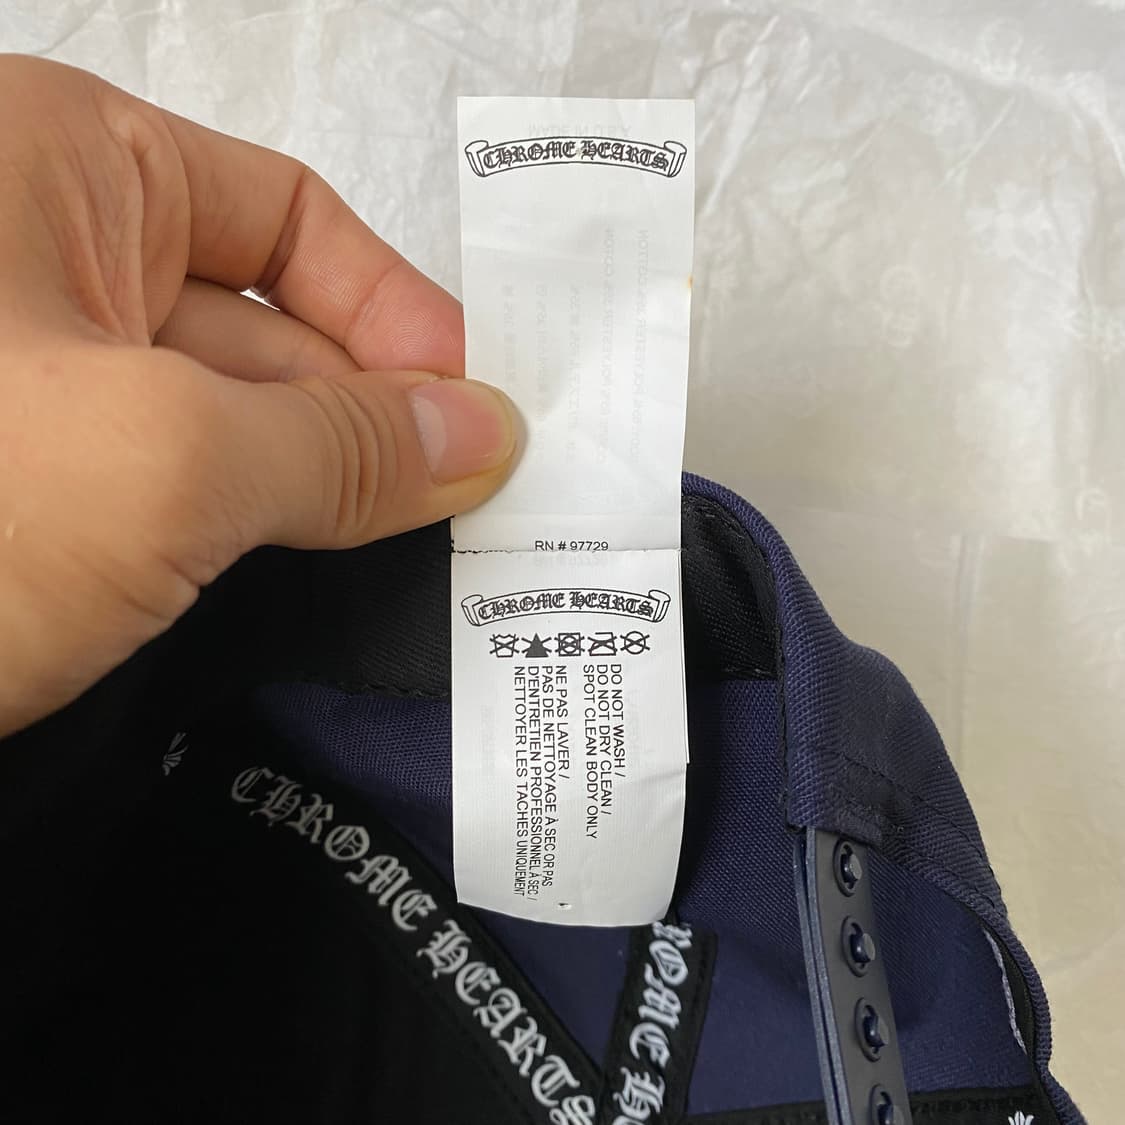 CHROME HEARTS
RN # 97729
CHROME HEARTS
DO NOT WASH /
DO NOT DRY CLEAN /
SPOT CLEAN BODY ONLY
NE PAS LAVER /
PAS DE NETTOYAGE À SEC OR PAS
D'ENTRETIEN PROFESSIONNEL À SEC /
NETTOYER LES TACHES UNIQUEMENT
CHROME HEARTS
ROME H